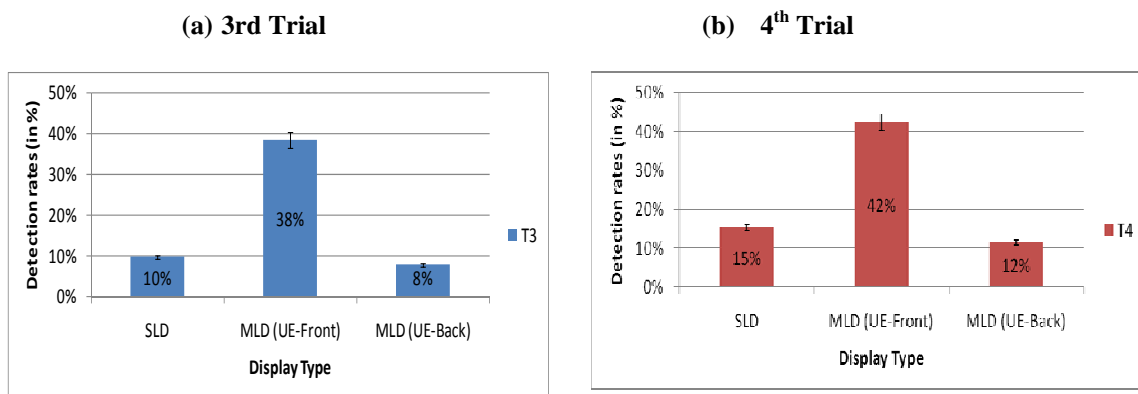 (a) 3rd Trial
(b) 4th Trial
Detection rates (in %)
50%
40%
30%
20%
10%
0%
38%
10%
8%
T3
SLD
MLD (UE-Front)
MLD (UE-Back)
Display Type
Detection rates (in %)
50%
40%
30%
20%
10%
0%
42%
15%
12%
T4
SLD
MLD (UE-Front)
MLD (UE-Back)
Display Type